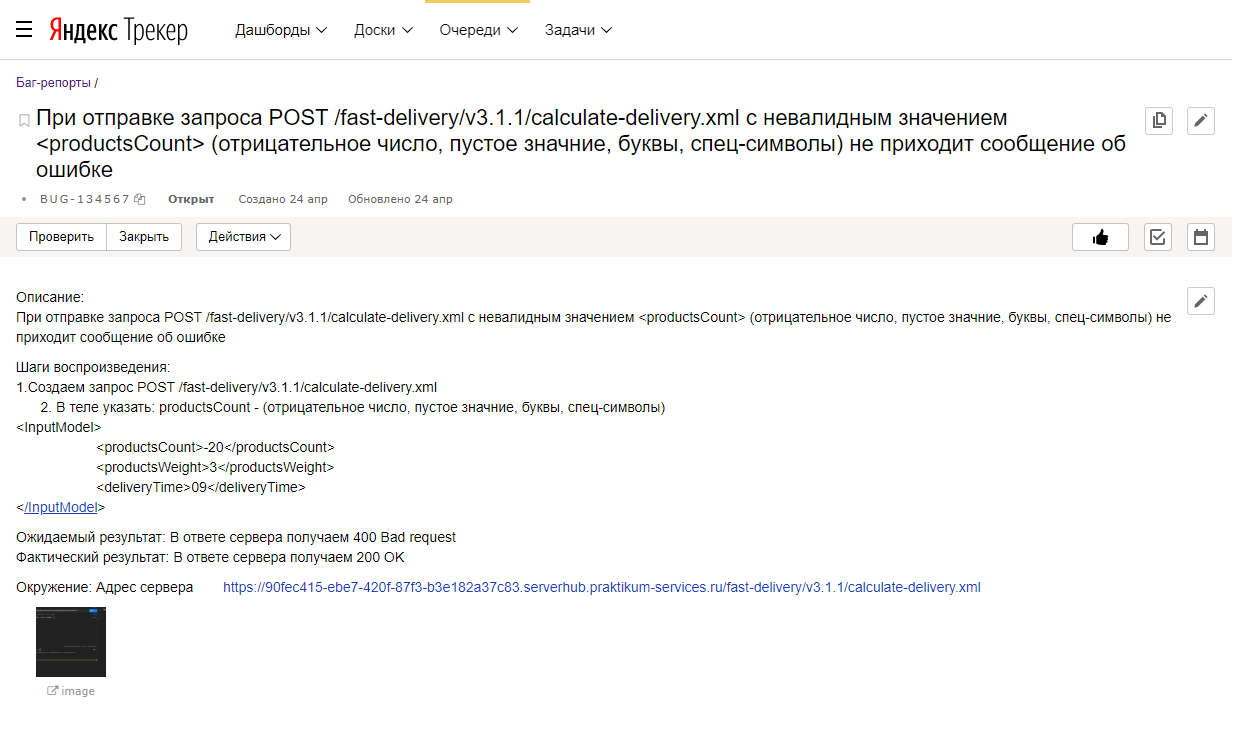 Яндекс Трекер Дашборды Доски Очереди Задачи
Баг-репорты /
При отправке запроса POST /fast-delivery/v3.1.1/calculate-delivery.xml с невалидным значением
<productsCount> (отрицательное число, пустое значние, буквы, спец-символы) не приходит сообщение об
ошибке
• BUG-134567 Открыт Создано 24 апр Обновлено 24 апр
Проверить Закрыть Действия
Описание:
При отправке запроса POST /fast-delivery/v3.1.1/calculate-delivery.xml с невалидным значением <productsCount> (отрицательное число, пустое значние, буквы, спец-символы) не
приходит сообщение об ошибке
Шаги воспроизведения:
1.Создаем запрос POST /fast-delivery/v3.1.1/calculate-delivery.xml
2. В теле указать: productsCount - (отрицательное число, пустое значние, буквы, спец-символы)
<InputModel>
<productsCount>-20</productsCount>
<productsWeight>3</productsWeight>
<deliveryTime>09</deliveryTime>
</InputModel>
Ожидаемый результат: В ответе сервера получаем 400 Bad request
Фактический результат: В ответе сервера получаем 200 OK
Окружение: Адрес сервера https://90fec415-ebe7-420f-87f3-b3e182a37c83.serverhub.praktikum-services.ru/fast-delivery/v3.1.1/calculate-delivery.xml
image